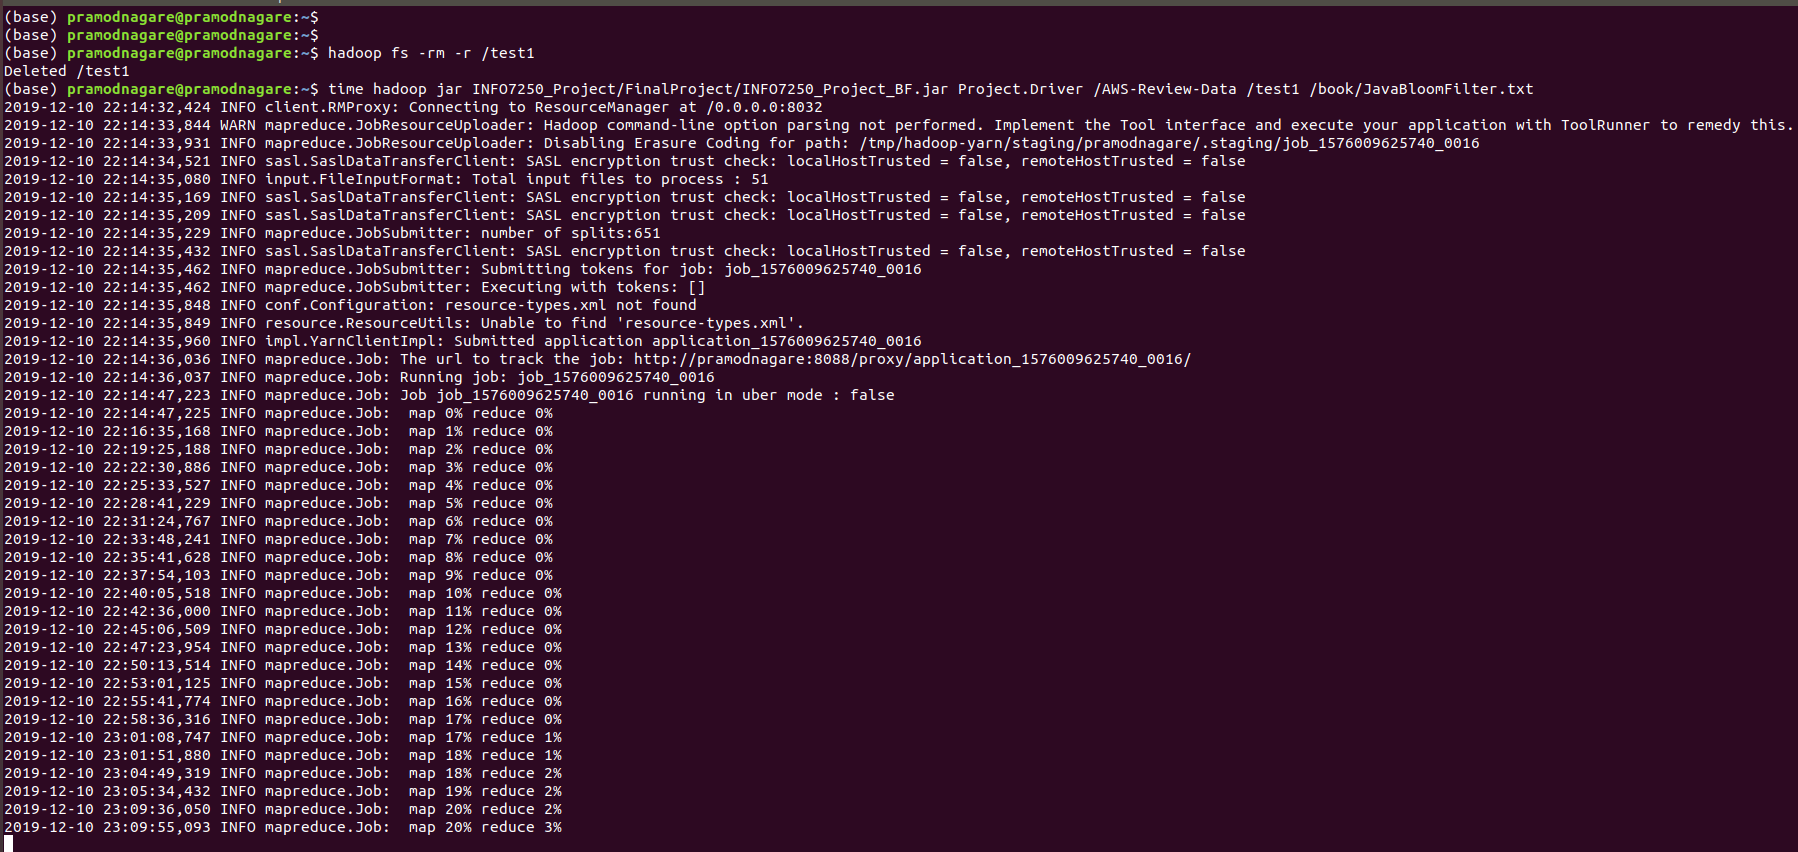 (base) pramodnagare@pramodnagare:~$
(base) pramodnagare@pramodnagare:~$
(base) pramodnagare@pramodnagare:~$ hadoop fs -rm -r /test1
Deleted /test1
(base) pramodnagare@pramodnagare:~$ time hadoop jar INFO7250_Project/FinalProject/INFO7250_Project_BF.jar Project.Driver /AWS-Review-Data /test1 /book/JavaBloomFilter.txt
2019-12-10 22:14:32,424 INFO client.RMProxy: Connecting to ResourceManager at /0.0.0.0:8032
2019-12-10 22:14:33,844 WARN mapreduce.JobResourceUploader: Hadoop command-line option parsing not performed. Implement the Tool interface and execute your application with ToolRunner to remedy this.
2019-12-10 22:14:33,931 INFO mapreduce.JobResourceUploader: Disabling Erasure Coding for path: /tmp/hadoop-yarn/staging/pramodnagare/.staging/job_1576009625740_0016
2019-12-10 22:14:34,521 INFO sasl.SaslDataTransferClient: SASL encryption trust check: localHostTrusted = false, remoteHostTrusted = false
2019-12-10 22:14:35,080 INFO input.FileInputFormat: Total input files to process : 51
2019-12-10 22:14:35,169 INFO sasl.SaslDataTransferClient: SASL encryption trust check: localHostTrusted = false, remoteHostTrusted = false
2019-12-10 22:14:35,209 INFO sasl.SaslDataTransferClient: SASL encryption trust check: localHostTrusted = false, remoteHostTrusted = false
2019-12-10 22:14:35,229 INFO mapreduce.JobSubmitter: number of splits:651
2019-12-10 22:14:35,432 INFO sasl.SaslDataTransferClient: SASL encryption trust check: localHostTrusted = false, remoteHostTrusted = false
2019-12-10 22:14:35,462 INFO mapreduce.JobSubmitter: Submitting tokens for job: job_1576009625740_0016
2019-12-10 22:14:35,462 INFO mapreduce.JobSubmitter: Executing with tokens: []
2019-12-10 22:14:35,848 INFO conf.Configuration: resource-types.xml not found
2019-12-10 22:14:35,849 INFO resource.ResourceUtils: Unable to find 'resource-types.xml'.
2019-12-10 22:14:35,960 INFO impl.YarnClientImpl: Submitted application application_1576009625740_0016
2019-12-10 22:14:36,036 INFO mapreduce.Job: The url to track the job: http://pramodnagare:8088/proxy/application_1576009625740_0016/
2019-12-10 22:14:36,037 INFO mapreduce.Job: Running job: job_1576009625740_0016
2019-12-10 22:14:47,223 INFO mapreduce.Job: Job job_1576009625740_0016 running in uber mode : false
2019-12-10 22:14:47,225 INFO mapreduce.Job:  map 0% reduce 0%
2019-12-10 22:16:35,168 INFO mapreduce.Job:  map 1% reduce 0%
2019-12-10 22:19:25,188 INFO mapreduce.Job:  map 2% reduce 0%
2019-12-10 22:22:30,886 INFO mapreduce.Job:  map 3% reduce 0%
2019-12-10 22:25:33,527 INFO mapreduce.Job:  map 4% reduce 0%
2019-12-10 22:28:41,229 INFO mapreduce.Job:  map 5% reduce 0%
2019-12-10 22:31:24,767 INFO mapreduce.Job:  map 6% reduce 0%
2019-12-10 22:33:48,241 INFO mapreduce.Job:  map 7% reduce 0%
2019-12-10 22:35:41,628 INFO mapreduce.Job:  map 8% reduce 0%
2019-12-10 22:37:54,103 INFO mapreduce.Job:  map 9% reduce 0%
2019-12-10 22:40:05,518 INFO mapreduce.Job:  map 10% reduce 0%
2019-12-10 22:42:36,000 INFO mapreduce.Job:  map 11% reduce 0%
2019-12-10 22:45:06,509 INFO mapreduce.Job:  map 12% reduce 0%
2019-12-10 22:47:23,954 INFO mapreduce.Job:  map 13% reduce 0%
2019-12-10 22:50:13,514 INFO mapreduce.Job:  map 14% reduce 0%
2019-12-10 22:53:01,125 INFO mapreduce.Job:  map 15% reduce 0%
2019-12-10 22:55:41,774 INFO mapreduce.Job:  map 16% reduce 0%
2019-12-10 22:58:36,316 INFO mapreduce.Job:  map 17% reduce 0%
2019-12-10 23:01:08,747 INFO mapreduce.Job:  map 17% reduce 1%
2019-12-10 23:01:51,880 INFO mapreduce.Job:  map 18% reduce 1%
2019-12-10 23:04:49,319 INFO mapreduce.Job:  map 18% reduce 2%
2019-12-10 23:05:34,432 INFO mapreduce.Job:  map 19% reduce 2%
2019-12-10 23:09:36,050 INFO mapreduce.Job:  map 20% reduce 2%
2019-12-10 23:09:55,093 INFO mapreduce.Job:  map 20% reduce 3%